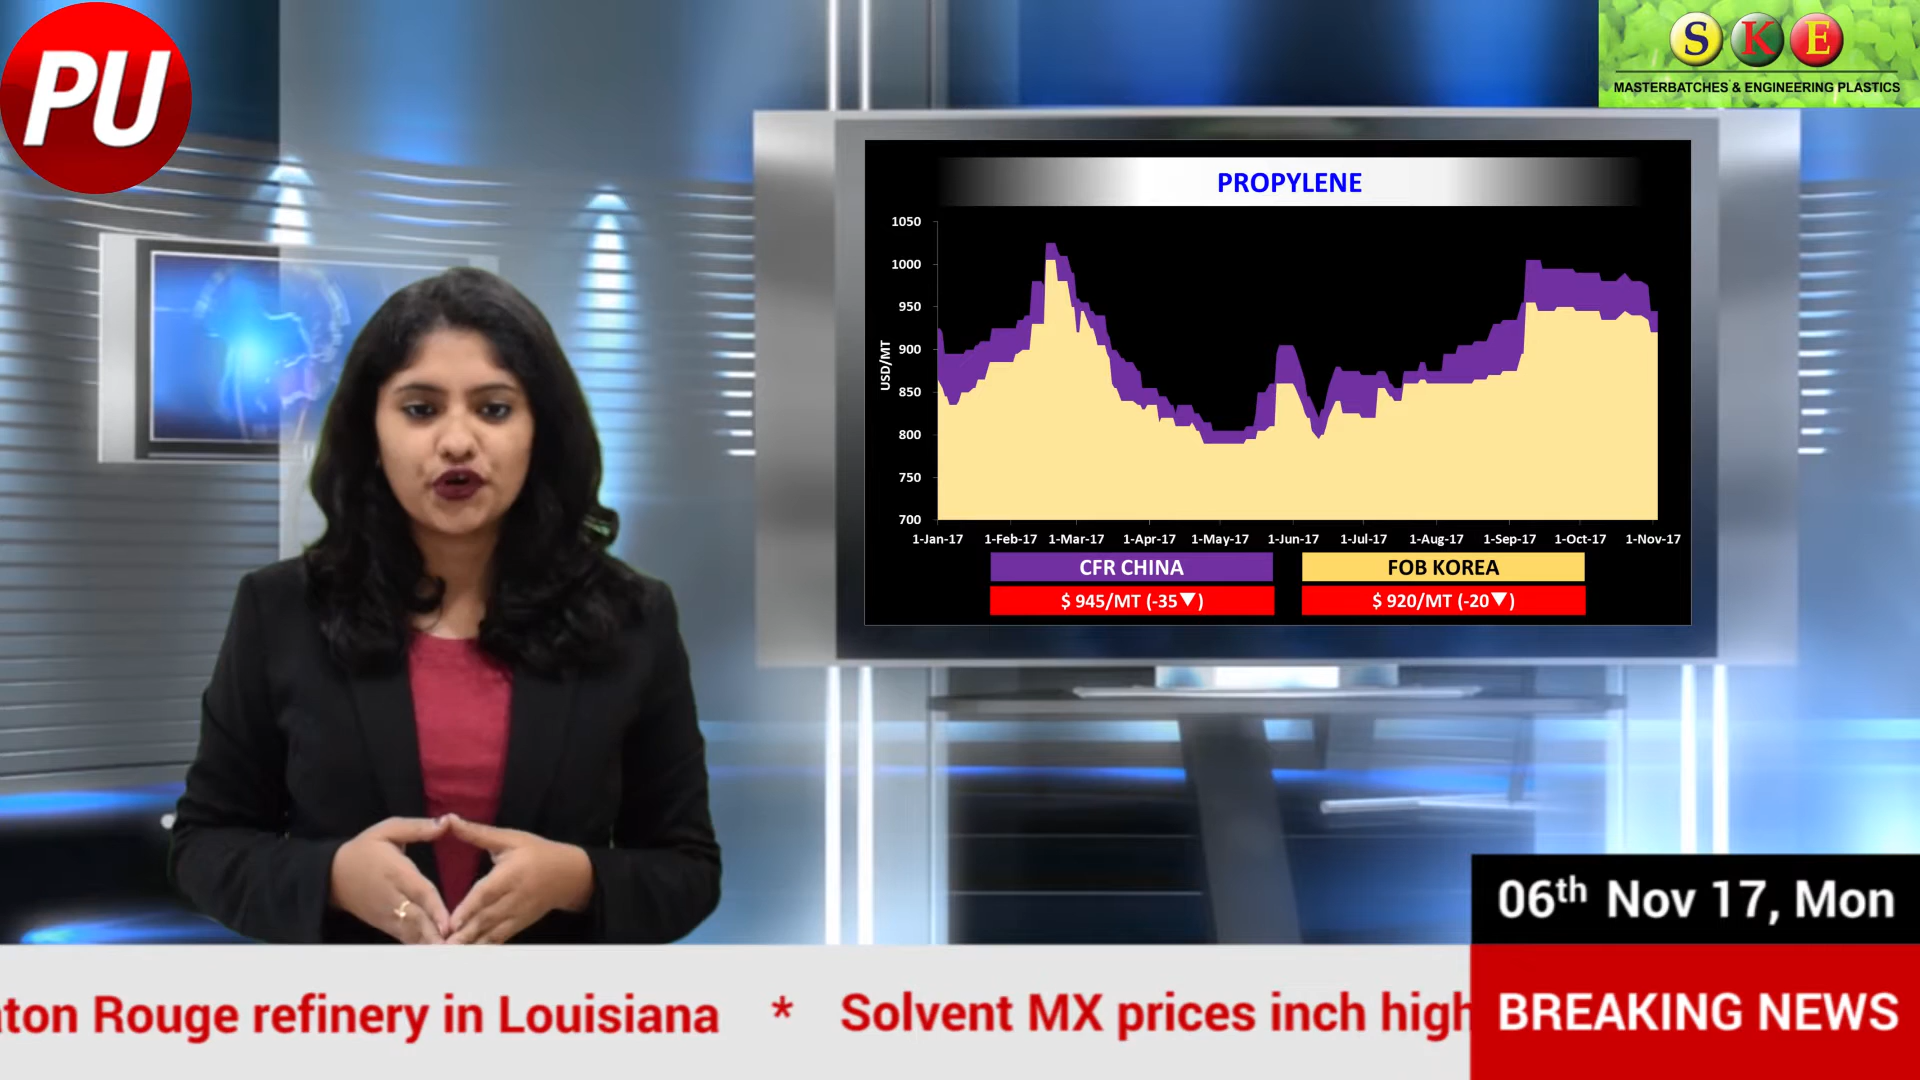 PU
S K E
MASTERBATCHES & ENGINEERING PLASTICS
PROPYLENE
1050
1000
950
900
850
800
750
700
USD/MT
1-Jan-17 1-Feb-17 1-Mar-17 1-Apr-17 1-May-17 1-Jun-17 1-Jul-17 1-Aug-17 1-Sep-17 1-Oct-17 1-Nov-17
CFR CHINA FOB KOREA
$ 945/MT (-35▼) $ 920/MT (-20▼)
06th Nov 17, Mon
BREAKING NEWS
Rouge refinery in Louisiana * Solvent MX prices inch